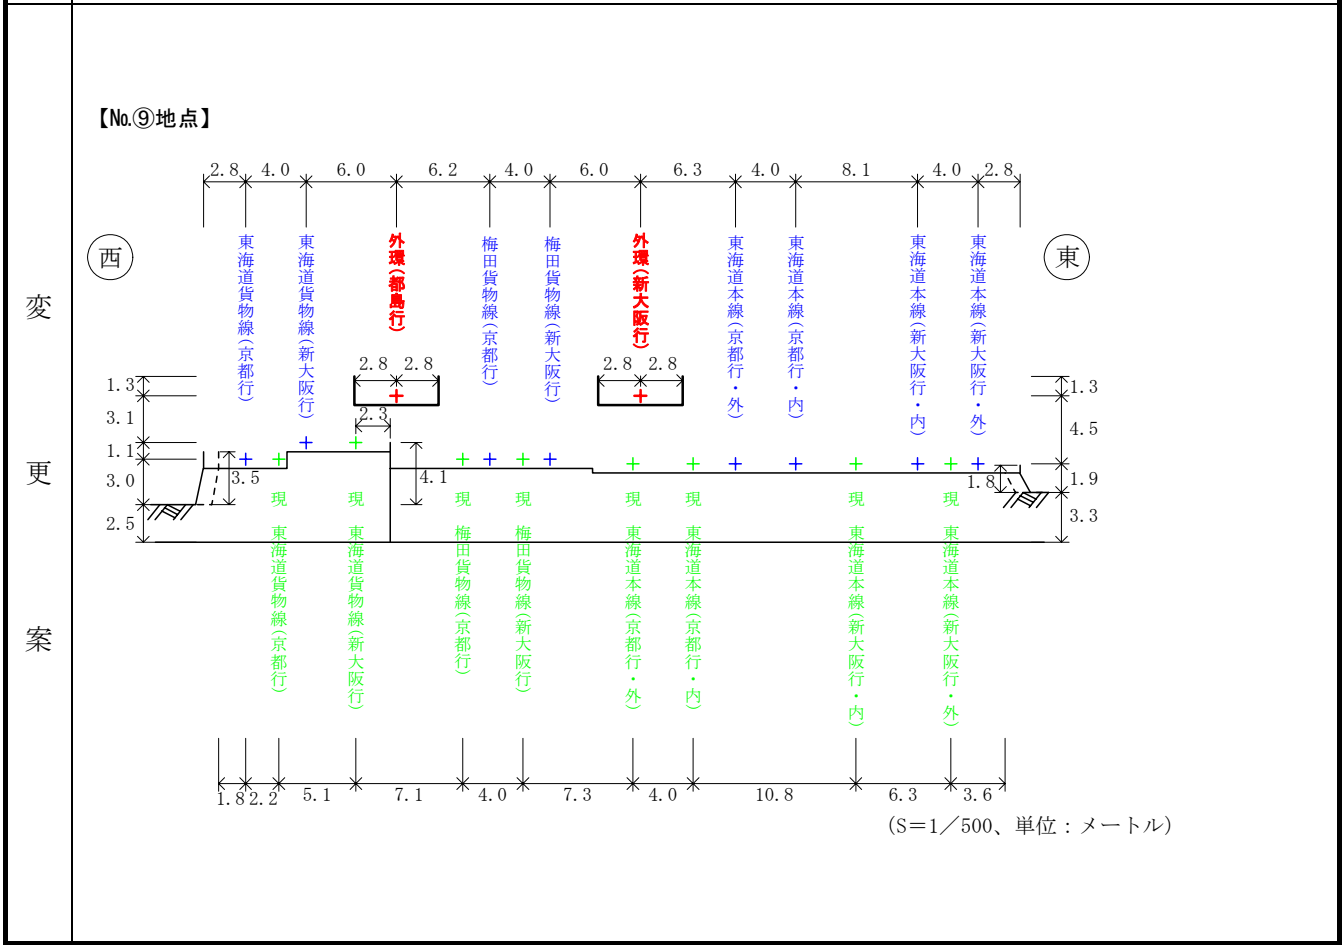 変更案
【No.⑨地点】
2.8 4.0 6.0 6.2 4.0 6.0 6.3 4.0 8.1 4.0 2.8
西
東海道貨物線(京都行)
東海道貨物線(新大阪行)
外環(都島行)
梅田貨物線(京都行)
梅田貨物線(新大阪行)
外環(新大阪行)
東海道本線(京都行・外)
東海道本線(京都行・内)
東海道本線(新大阪行・内)
東海道本線(新大阪行・外)
東
2.8 2.8
2.8 2.8
2.3
1.3
3.1
1.1
3.0
2.5
3.5
4.1
1.8
1.3
4.5
1.9
3.3
現 東海道貨物線(京都行)
現 東海道貨物線(新大阪行)
現 梅田貨物線(京都行)
現 梅田貨物線(新大阪行)
現 東海道本線(京都行・外)
現 東海道本線(京都行・内)
現 東海道本線(新大阪行・内)
現 東海道本線(新大阪行・外)
1.8 2.2 5.1 7.1 4.0 7.3 4.0 10.8 6.3 3.6
(S=1/500、単位:メートル)